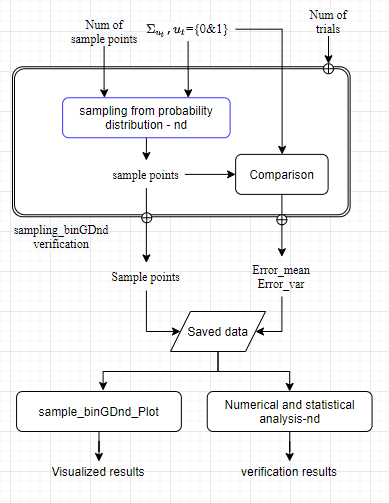 Num of
sample points
Σ_{u_t}, u_t={0&1}
Num of
trials
sampling from probability
distribution - nd
sample points
Comparison
sampling_binGDnd
verification
Sample points
Error_mean
Error_var
Saved data
sample_binGDnd_Plot
Numerical and statistical
analysis-nd
Visualized results
verification results